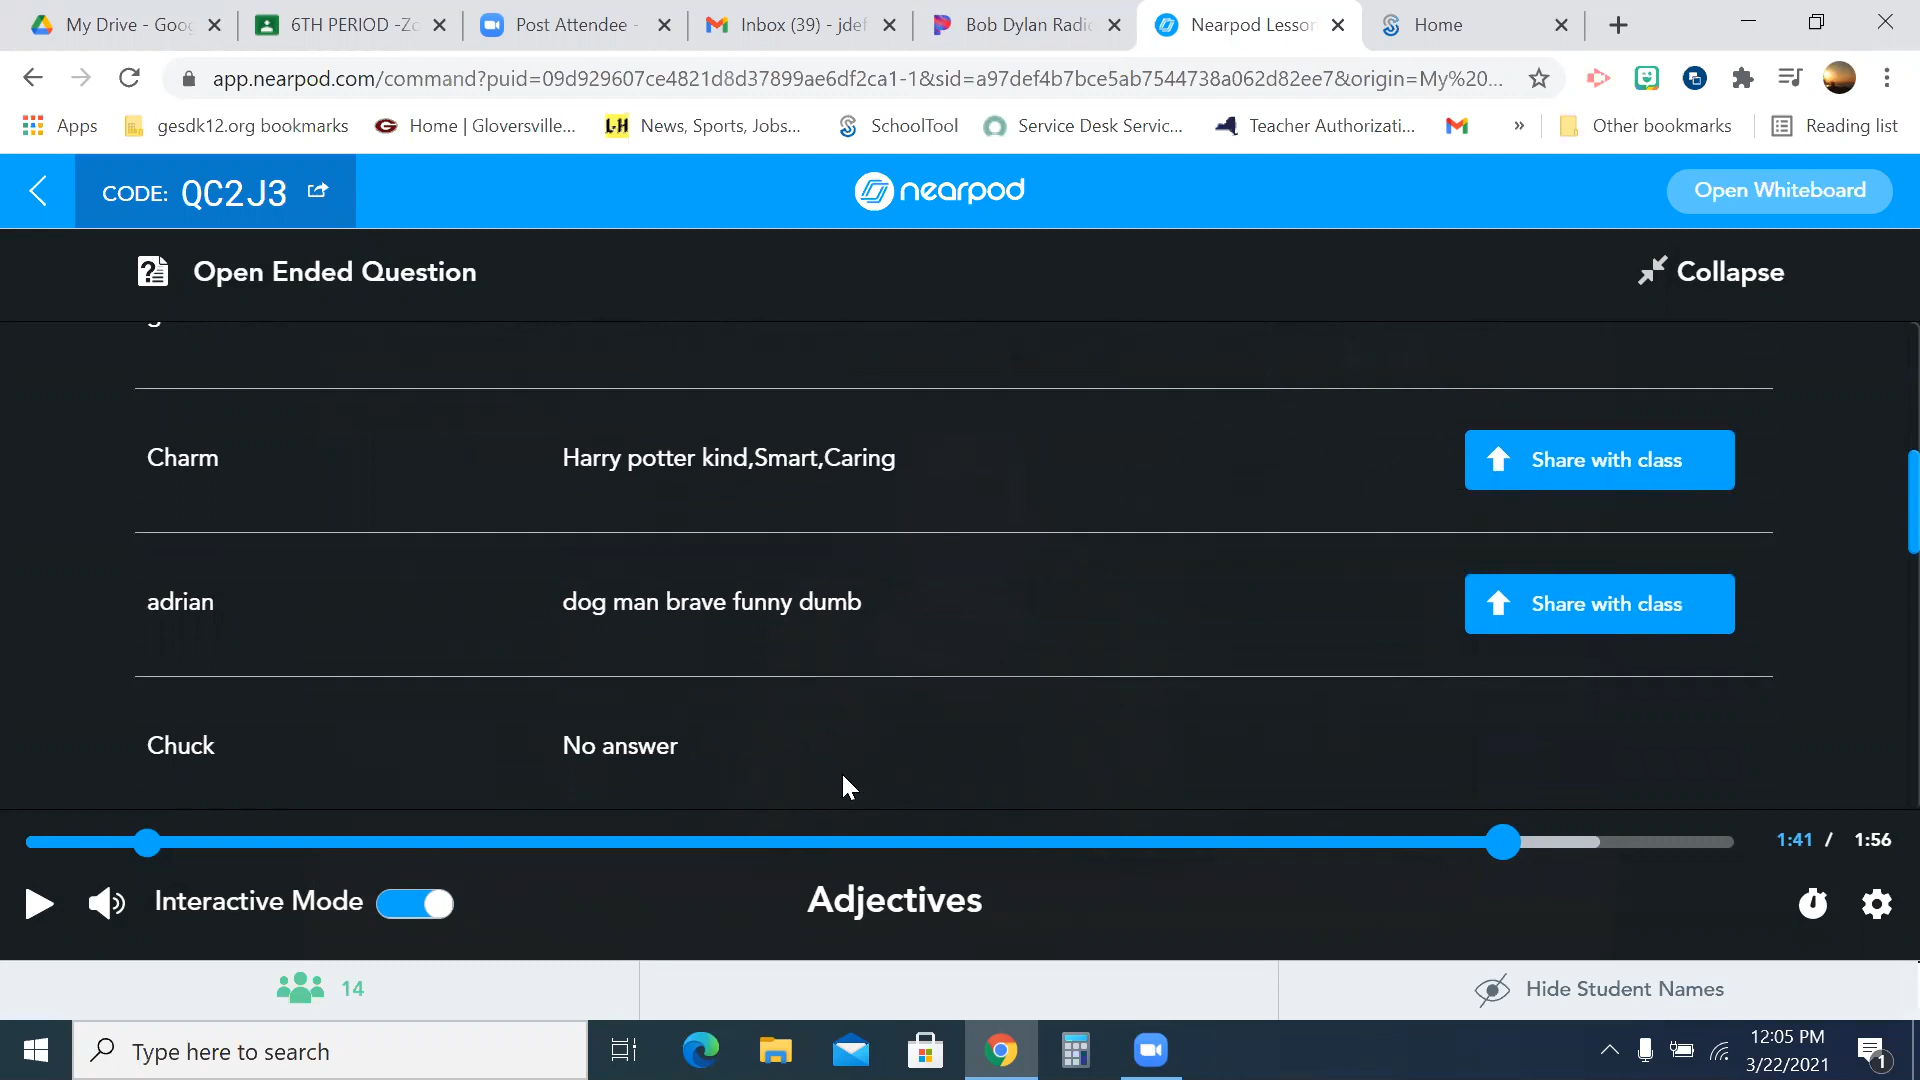 My Drive - Goog
6TH PERIOD -Zo
Post Attendee -
Inbox (39) - jdef
Bob Dylan Radio
Nearpod Lesson
Home
app.nearpod.com/command?puid=09d929607ce4821d8d37899ae6df2ca1-1&sid=a97def4b7bce5ab7544738a062d82ee7&origin=My%20...
Apps
gesdk12.org bookmarks
Home | Gloversville...
LH
News, Sports, Jobs...
SchoolTool
Service Desk Servic...
Teacher Authorizati...
»
Other bookmarks
Reading list
CODE: QC2J3
nearpod
Open Whiteboard
Open Ended Question
Collapse
Charm
Harry potter kind,Smart,Caring
Share with class
adrian
dog man brave funny dumb
Share with class
Chuck
No answer
1:41 / 1:56
Interactive Mode
Adjectives
14
Hide Student Names
Type here to search
12:05 PM
3/22/2021
1